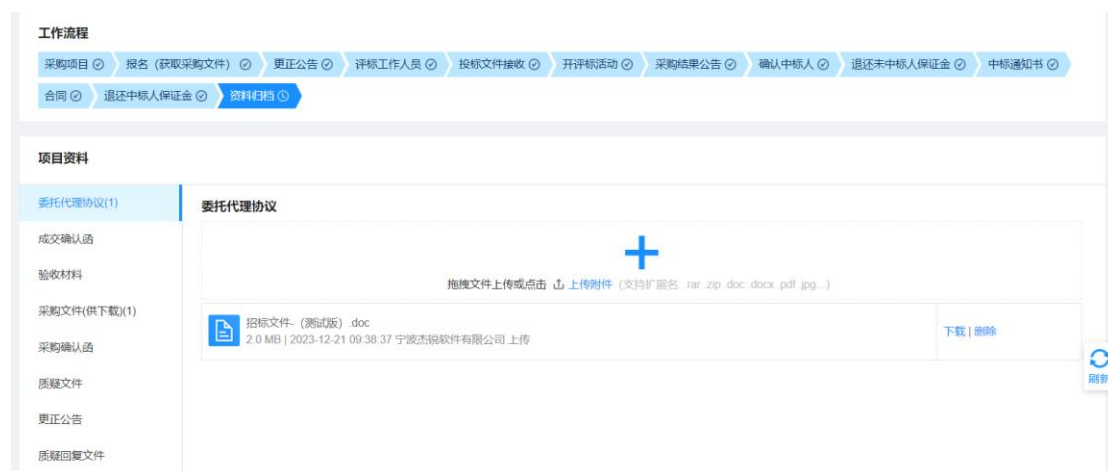 工作流程
采购项目 报名（获取采购文件） 更正公告 评标工作人员 投标文件接收 开评标活动 采购结果公告 确认中标人 退还未中标人保证金 中标通知书
合同 退还中标人保证金 资料归档
项目资料
委托代理协议(1)
委托代理协议
成交确认函
验收材料
拖拽文件上传或点击 上传附件 (支持扩展名: .rar .zip .doc .docx .pdf .jpg...)
采购文件(供下载)(1)
招标文件-（测试版）.doc
2.0 MB | 2023-12-21 09:38:37 宁波杰锐软件有限公司 上传
下载 | 删除
采购确认函
刷新
质疑文件
更正公告
质疑回复文件